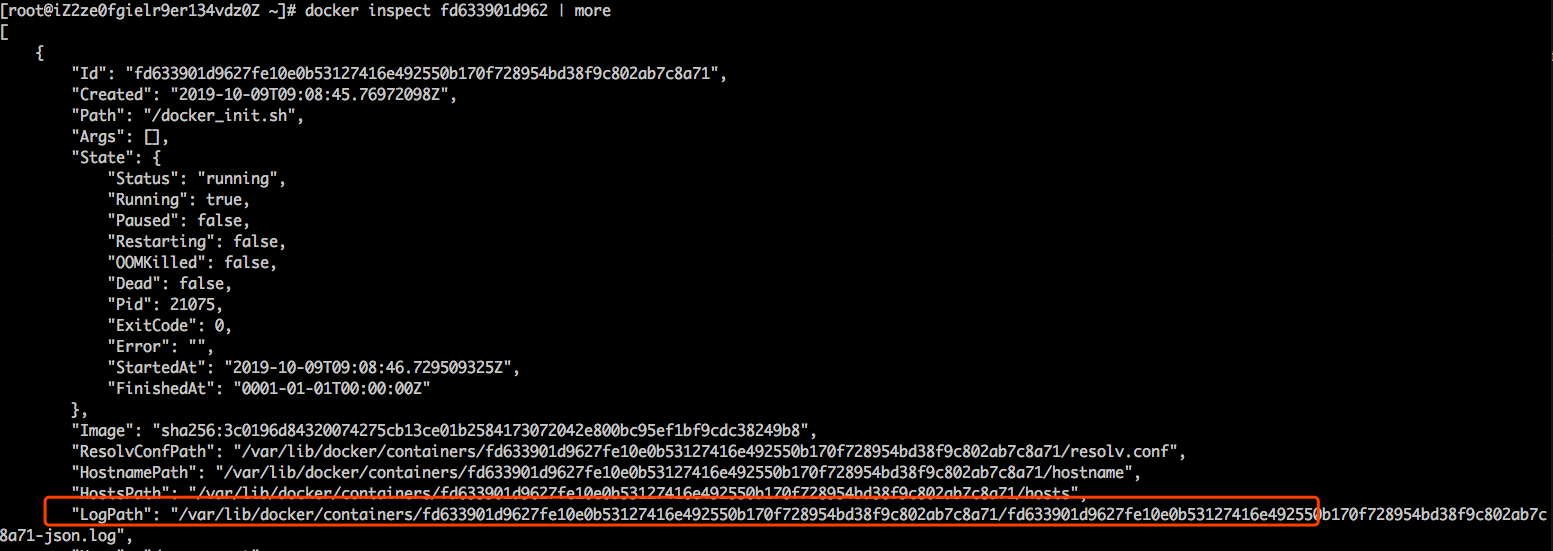 [root@iZ2ze0fgielr9er134vdz0Z ~]# docker inspect fd633901d962 | more
[
    {
        "Id": "fd633901d9627fe10e0b53127416e492550b170f728954bd38f9c802ab7c8a71",
        "Created": "2019-10-09T09:08:45.76972098Z",
        "Path": "/docker_init.sh",
        "Args": [],
        "State": {
            "Status": "running",
            "Running": true,
            "Paused": false,
            "Restarting": false,
            "OOMKilled": false,
            "Dead": false,
            "Pid": 21075,
            "ExitCode": 0,
            "Error": "",
            "StartedAt": "2019-10-09T09:08:46.729509325Z",
            "FinishedAt": "0001-01-01T00:00:00Z"
        },
        "Image": "sha256:3c0196d84320074275cb13ce01b2584173072042e800bc95ef1bf9cdc38249b8",
        "ResolvConfPath": "/var/lib/docker/containers/fd633901d9627fe10e0b53127416e492550b170f728954bd38f9c802ab7c8a71/resolv.conf",
        "HostnamePath": "/var/lib/docker/containers/fd633901d9627fe10e0b53127416e492550b170f728954bd38f9c802ab7c8a71/hostname",
        "HostsPath": "/var/lib/docker/containers/fd633901d9627fe10e0b53127416e492550b170f728954bd38f9c802ab7c8a71/hosts",
        "LogPath": "/var/lib/docker/containers/fd633901d9627fe10e0b53127416e492550b170f728954bd38f9c802ab7c8a71/fd633901d9627fe10e0b53127416e492550b170f728954bd38f9c802ab7c
8a71-json.log",